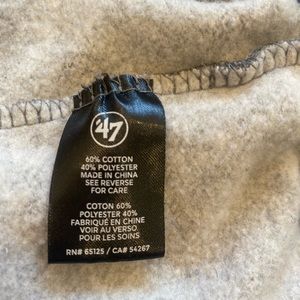 '47
60% COTTON
40% POLYESTER
MADE IN CHINA
SEE REVERSE
FOR CARE
COTON 60%
POLYESTER 40%
FABRIQUÉ EN CHINE
VOIR AU VERSO.
POUR LES SOINS
RN# 65125 / CA# 54267